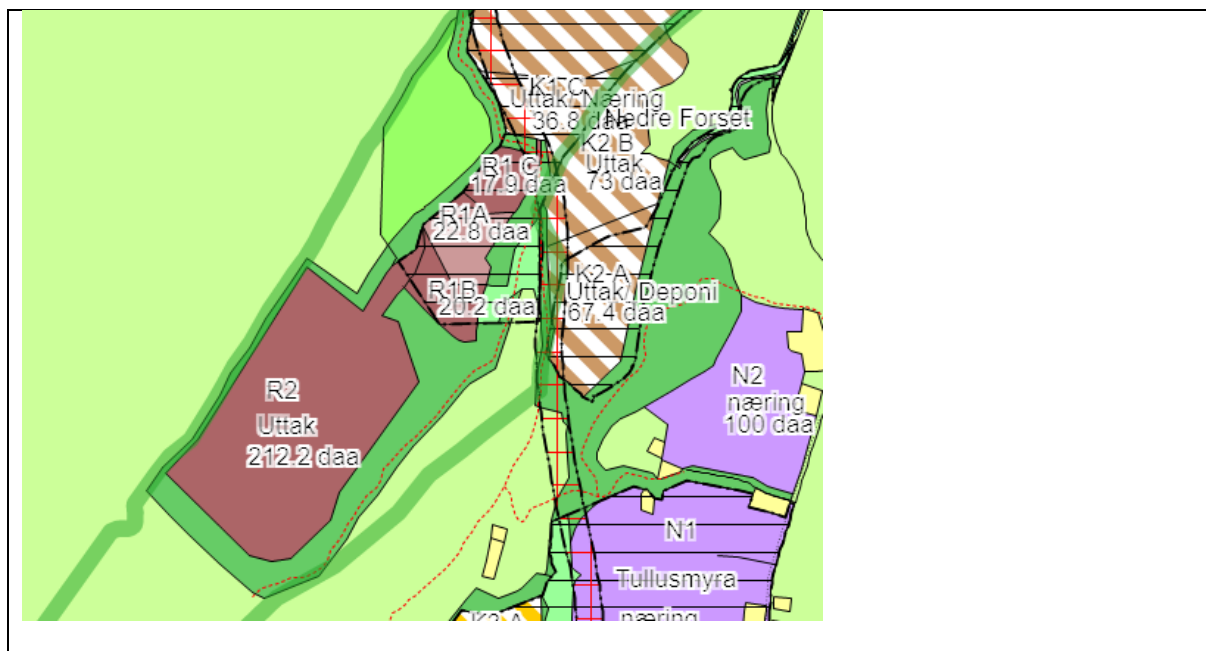 K1-C
Uttak/ Næring
36.8 daa
Nedre Forset
K2 B
Uttak
73 daa
R1 C
17.9 daa
R1A
22.8 daa
R1B
20.2 daa
K2-A
Uttak/ Deponi
67.4 daa
R2
Uttak
212.2 daa
N2
næring
100 daa
N1
Tullusmyra
næring
K2-A